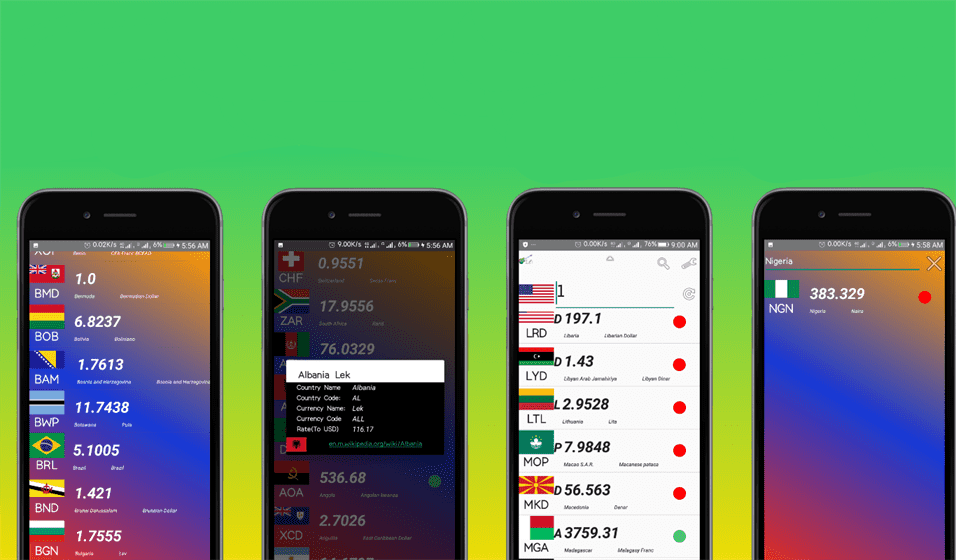 0.02K/s 6% 5:56 AM
BMD 1.0
Bermuda Bermudian Dollar
BOB 6.8237
Bolivia Boliviano
BAM 1.7613
Bosnia and Herzegovina Bosnia and Herzegovina
BWP 11.7438
Botswana Pula
BRL 5.1005
Brazil Brazil
BND 1.421
Brunei Darussalam Bruneian Dollar
BGN 1.7555
Bulgaria Lev
9.00K/s 6% 5:56 AM
CHF 0.9551
Switzerland Swiss Franc
ZAR 17.9556
South Africa Rand
76.0329
Albania Lek
Country Name Albania
Country Code: AL
Currency Name: Lek
Currency Code ALL
Rate(To USD) 116.17
en.m.wikipedia.org/wiki/Albania
AOA 536.68
Angola Angolan Kwanza
XCD 2.7026
Anguilla East Caribbean Dollar
0.00K/s 76% 9:00 AM
1
D 197.1
LRD
Liberia Liberian Dollar
D 1.43
LYD
Libyan Arab Jamahiriya Libyan Dinar
L 2.9528
LTL
Lithuania Lita
P 7.9848
MOP
Macao S.A.R. Macanese pataca
D 56.563
MKD
Macedonia Denar
A 3759.31
MGA
Madagascar Malagasy Franc
0.00K/s 6% 5:58 AM
Nigeria
NGN 383.329
Nigeria Naira